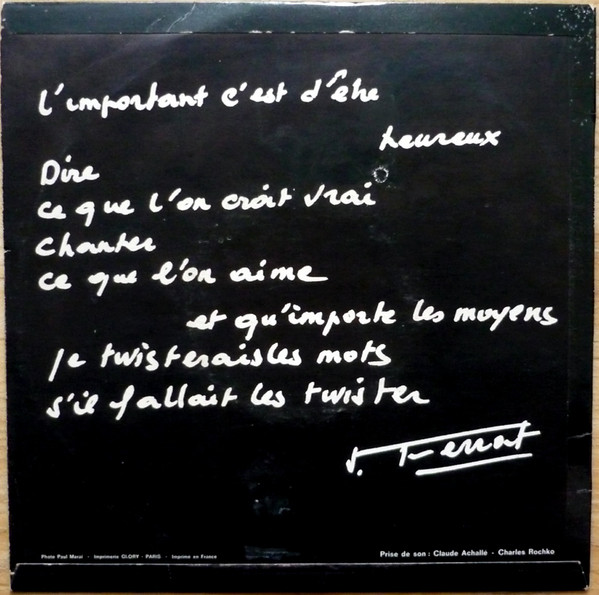 l'important c'est d'être
heureux
Dire
ce que l'on croit vrai
chanter
ce que l'on aime
et qu'importe les moyens
je twisterais les mots
s'il fallait les twister
J. Ferrat
Photo Paul Marai - Imprimerie GLORY - PARIS - Imprimé en France
Prise de son : Claude Achallé - Charles Rochko